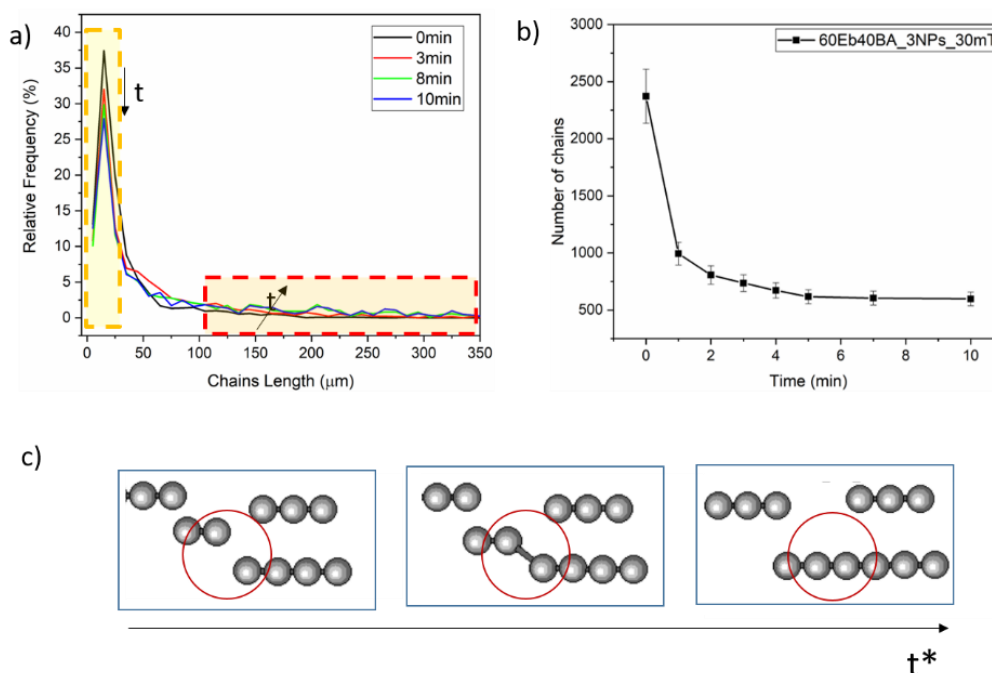 a)
Relative Frequency (%)
40
35
30
25
20
15
10
5
0
0 50 100 150 200 250 300 350
Chains Length (μm)
0min
3min
8min
10min
t
t
b)
Number of chains
2500
2000
1500
1000
500
0 2 4 6 8 10
Time (min)
60Eb40BA_3NPs_30mT
c)
t*